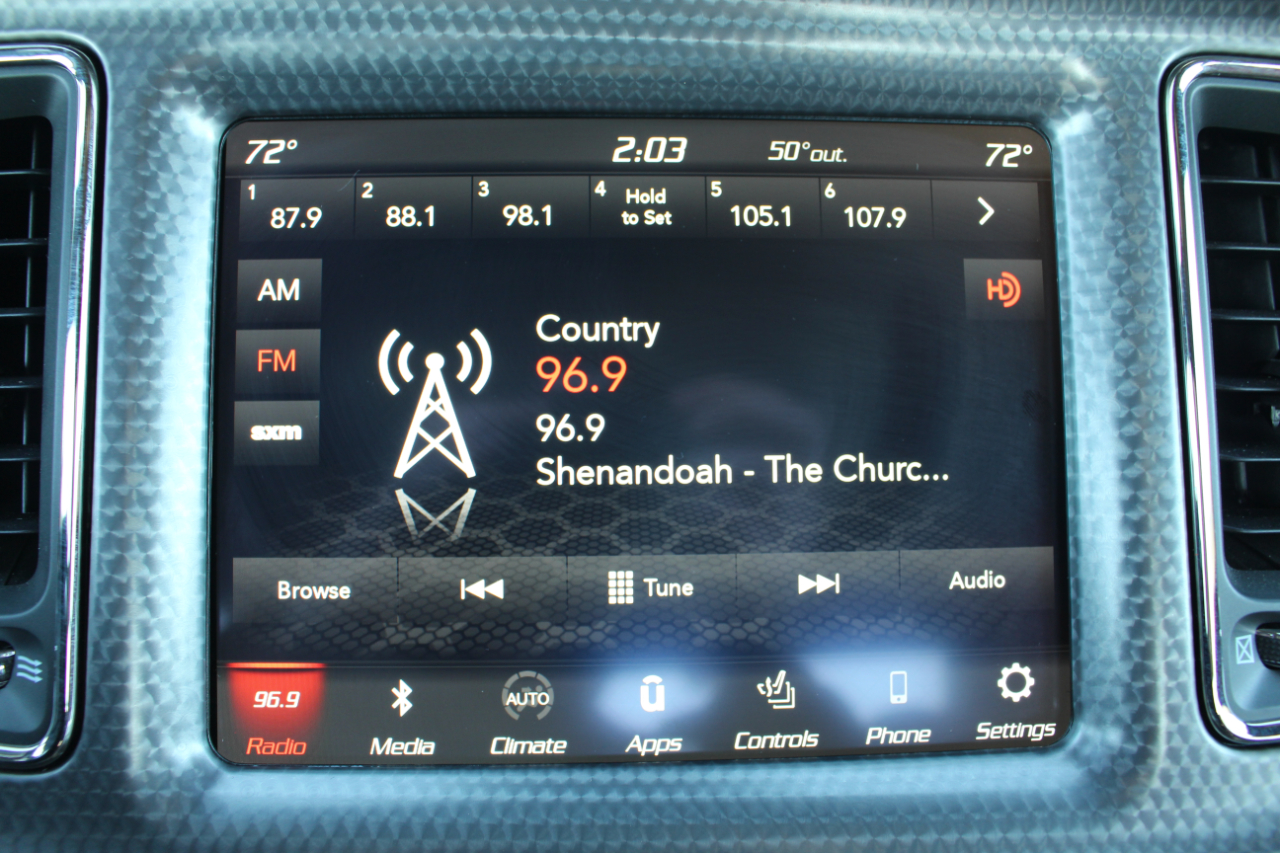 72° 2:03 50° out. 72°
1 87.9 2 88.1 3 98.1 4 Hold to Set 5 105.1 6 107.9
AM
HD
FM
sxm
Country
96.9
96.9
Shenandoah - The Churc...
Browse Tune Audio
96.9 AUTO ū
Radio Media Climate Apps Controls Phone Settings